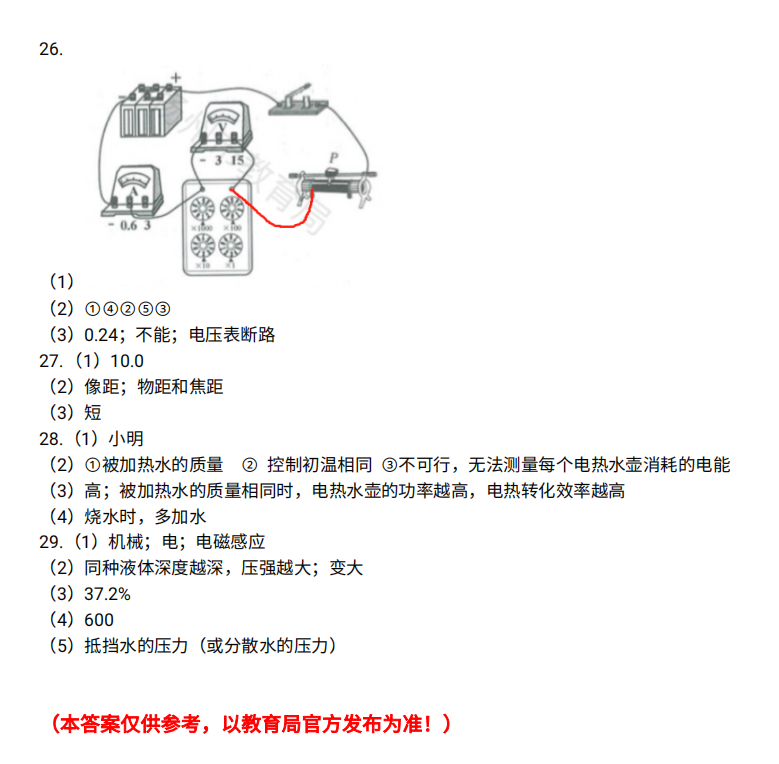 26.
+
−
V
− 3 15
P
A
− 0.6 3
×1000 ×100
×10 ×1
教育局
（1）
（2）①④②⑤③
（3）0.24；不能；电压表断路
27.（1）10.0
（2）像距；物距和焦距
（3）短
28.（1）小明
（2）①被加热水的质量 ② 控制初温相同 ③不可行，无法测量每个电热水壶消耗的电能
（3）高；被加热水的质量相同时，电热水壶的功率越高，电热转化效率越高
（4）烧水时，多加水
29.（1）机械；电；电磁感应
（2）同种液体深度越深，压强越大；变大
（3）37.2%
（4）600
（5）抵挡水的压力（或分散水的压力）
（本答案仅供参考，以教育局官方发布为准！）